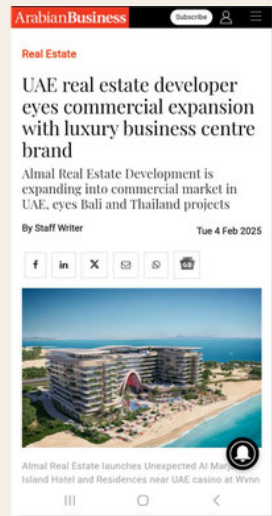 ArabianBusiness
Subscribe
Real Estate
UAE real estate developer
eyes commercial expansion
with luxury business centre
brand
Almal Real Estate Development is
expanding into commercial market in
UAE, eyes Bali and Thailand projects
By Staff Writer
Tue 4 Feb 2025
f in X
Almal Real Estate launches Unexpected Al Marj
Island Hotel and Residences near UAE casino at Wynn